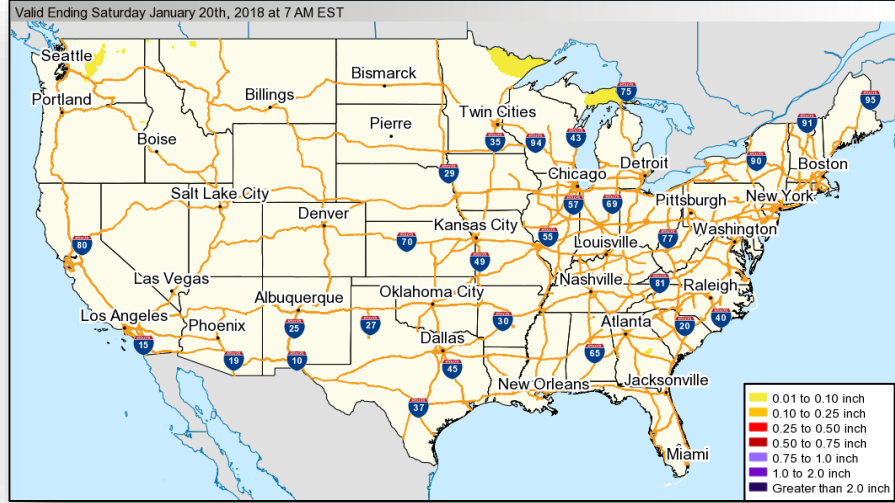 Valid Ending Saturday January 20th, 2018 at 7 AM EST
Seattle
Bismarck
75
Billings
95
Portland
Twin Cities
91
Pierre
Boise
35
94
43
90
Boston
Detroit
29
Chicago
Salt Lake City
57
69
Pittsburgh
New York
Denver
Kansas City
Washington
80
70
55
Louisville
77
49
Las Vegas
Nashville
81
Raleigh
Albuquerque
Oklahoma City
Los Angeles
Phoenix
25
27
30
Atlanta
20
40
15
Dallas
19
10
45
65
New Orleans
Jacksonville
37
Miami
0.01 to 0.10 inch
0.10 to 0.25 inch
0.25 to 0.50 inch
0.50 to 0.75 inch
0.75 to 1.0 inch
1.0 to 2.0 inch
Greater than 2.0 inch